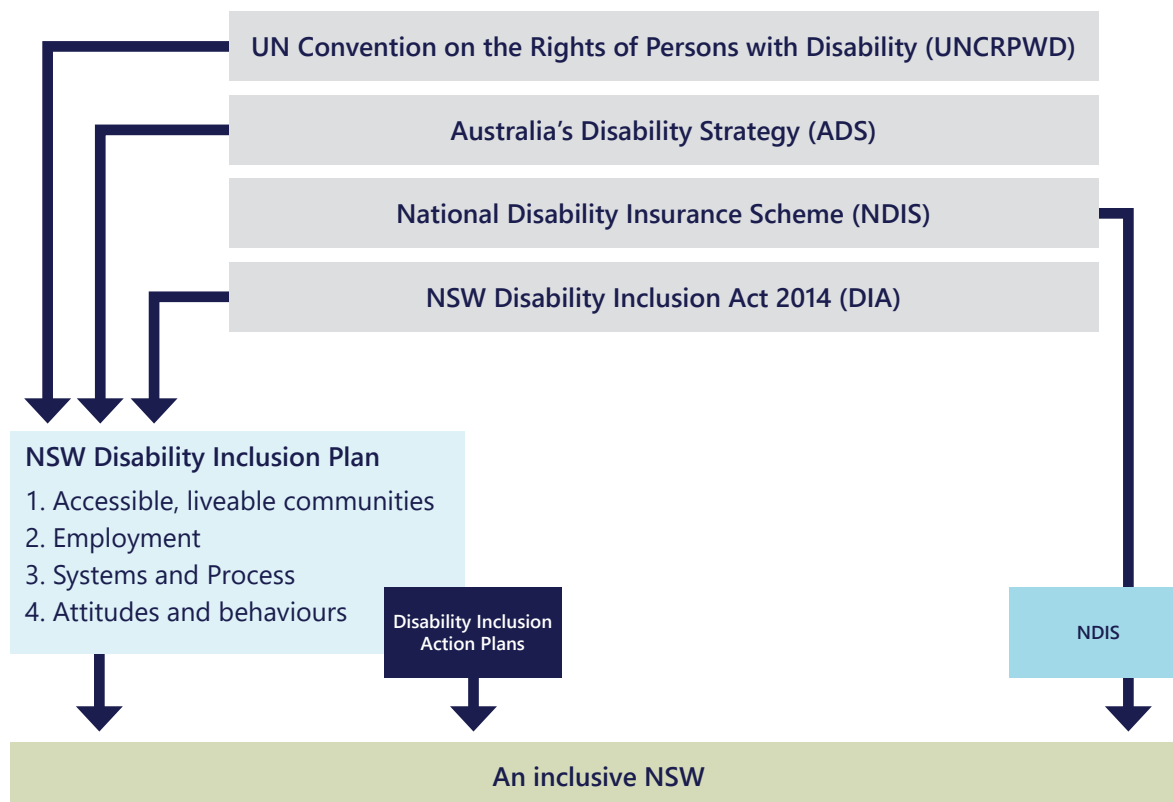 UN Convention on the Rights of Persons with Disability (UNCRPWD)
Australia’s Disability Strategy (ADS)
National Disability Insurance Scheme (NDIS)
NSW Disability Inclusion Act 2014 (DIA)
NSW Disability Inclusion Plan
1. Accessible, liveable communities
2. Employment
3. Systems and Process
4. Attitudes and behaviours
Disability Inclusion
Action Plans
NDIS
An inclusive NSW